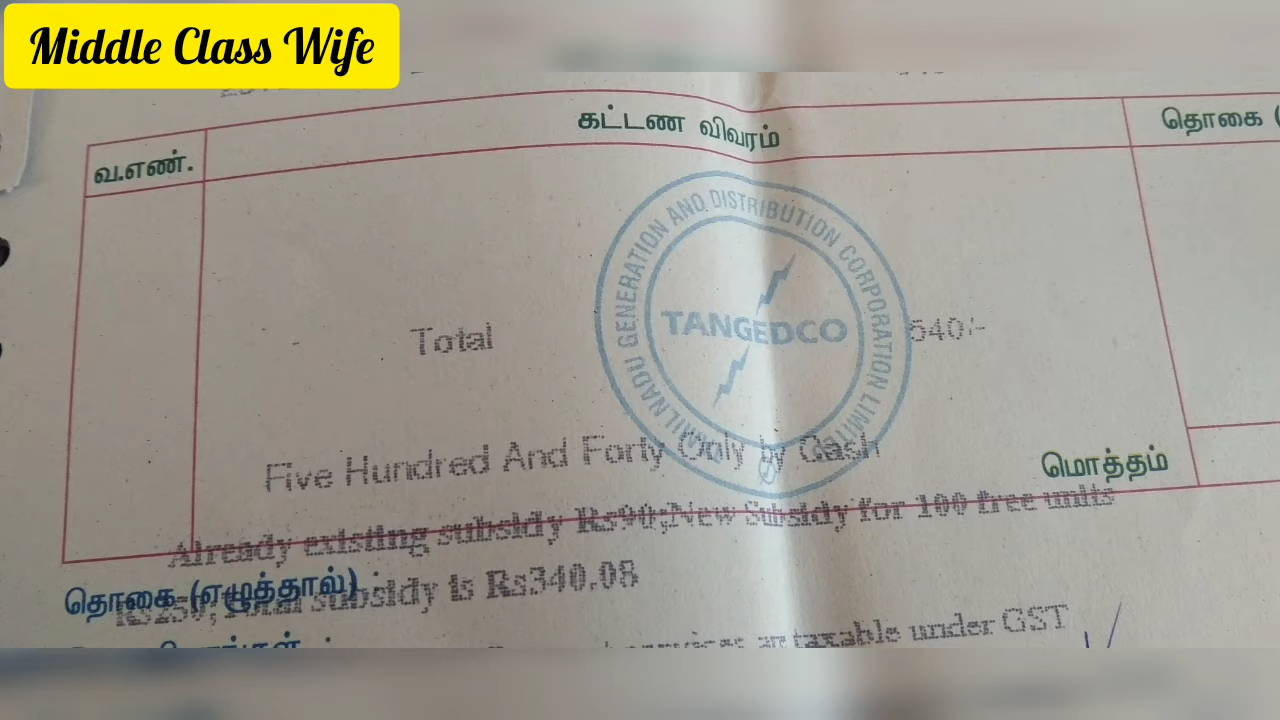 Middle Class Wife
கட்டண விவரம்
தொகை (
வ.எண்.
TAMILNADU GENERATION AND DISTRIBUTION CORPORATION LIMITED
TANGEDCO
Total 540/-
Five Hundred And Forty Only by Cash
மொத்தம்
Already existing subsidy Rs90;New Subsidy for 100 free units
தொகை (எழுத்தால்) :
Rs250; Total subsidy is Rs340.08
services are taxable under GST